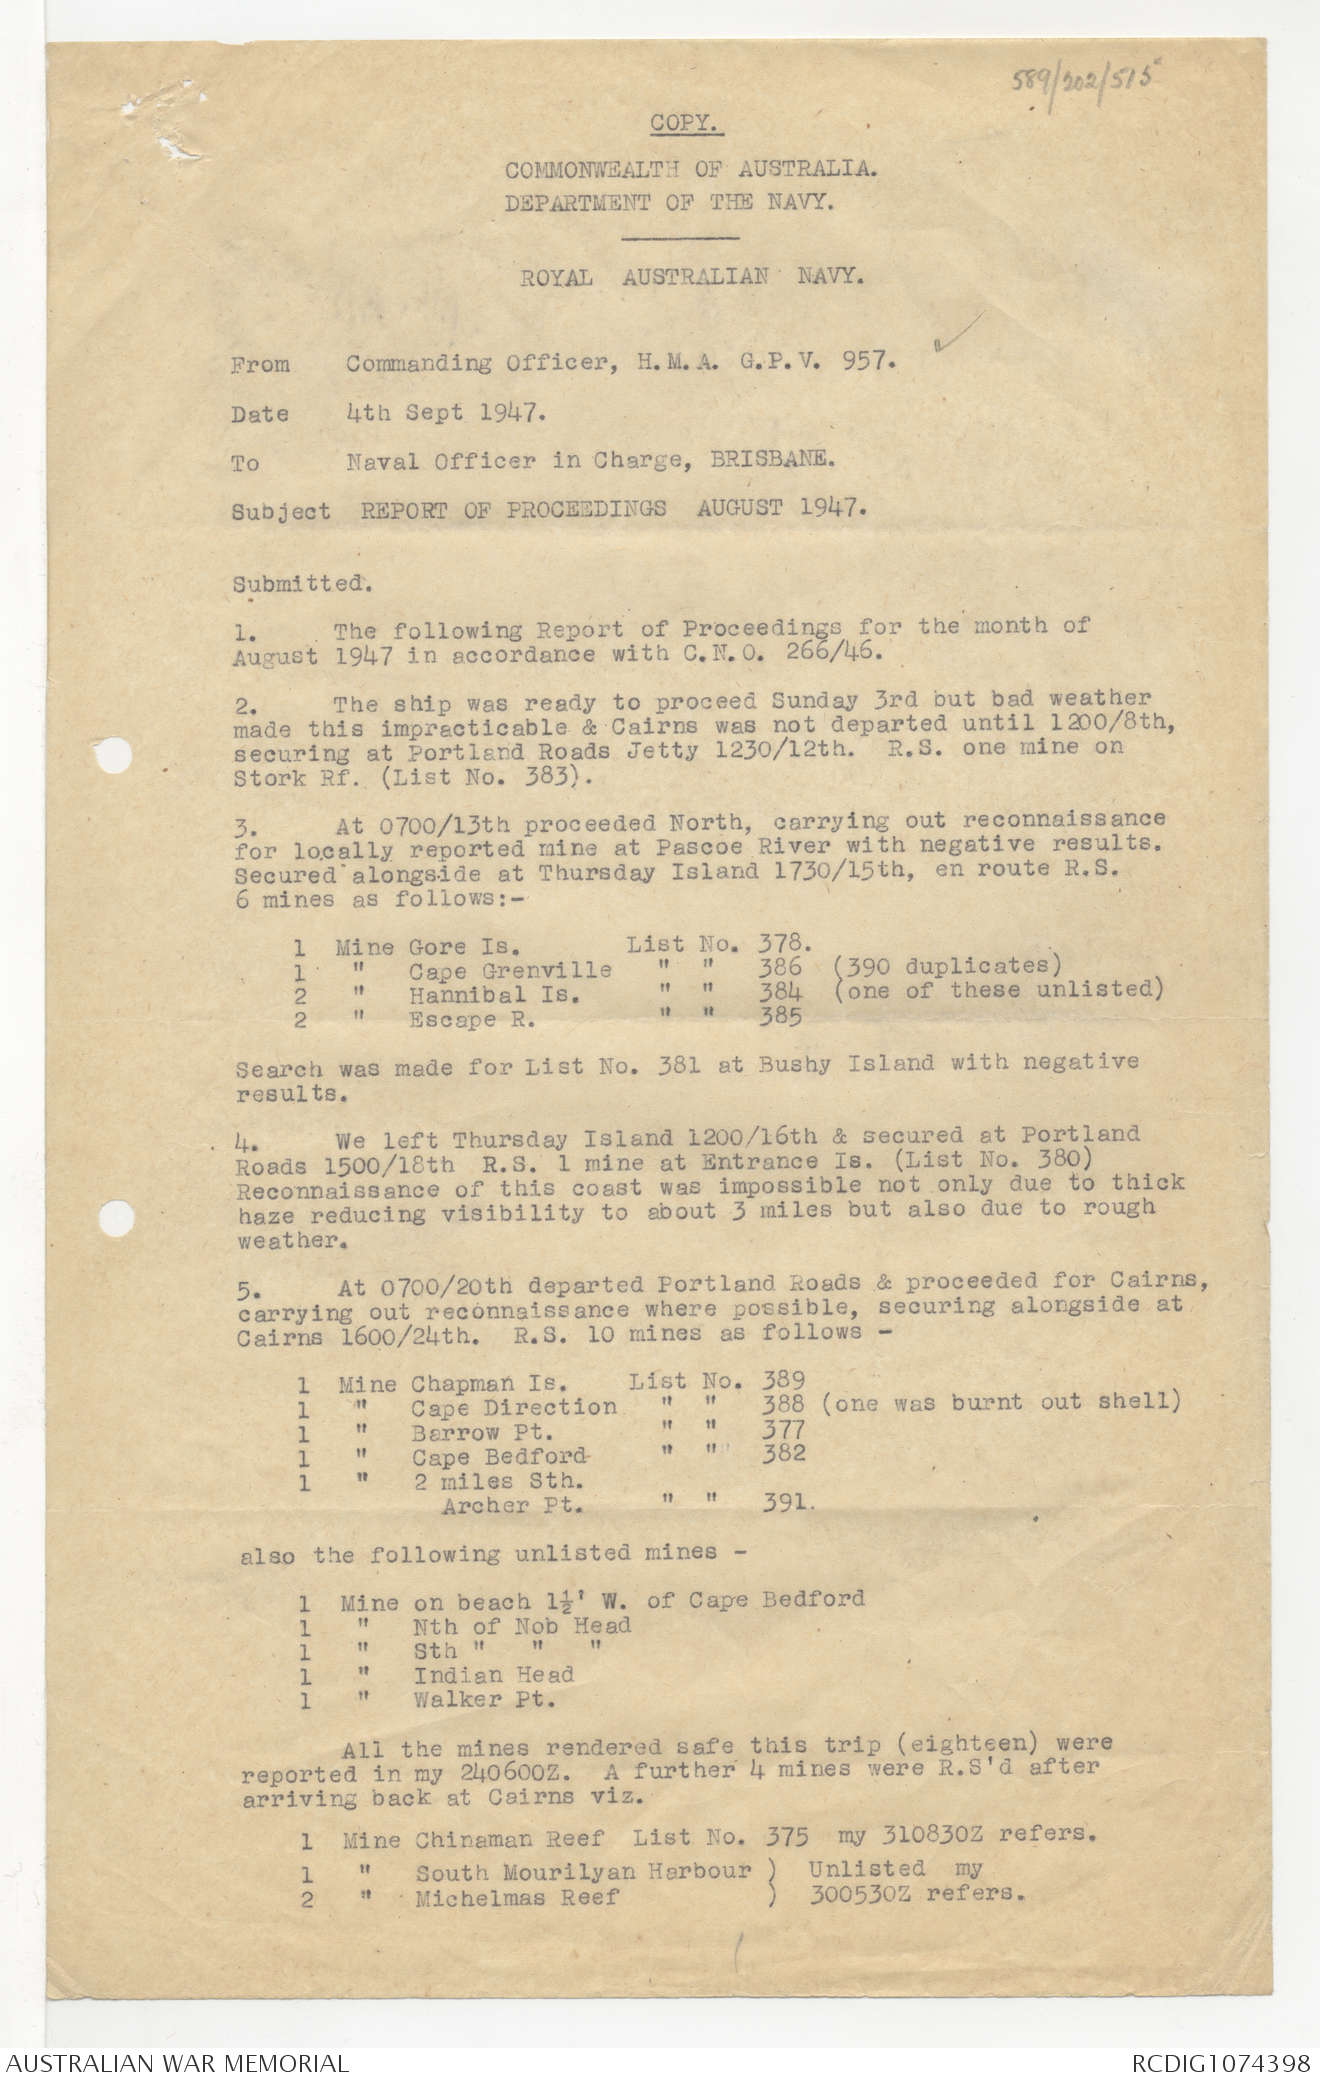 589/202/515
COPY.
COMMONWEALTH OF AUSTRALIA.
DEPARTMENT OF THE NAVY.
ROYAL AUSTRALIAN NAVY.
From Commanding Officer, H.M.A. G.P.V. 957.
Date 4th Sept 1947.
To Naval Officer in Charge, BRISBANE.
Subject REPORT OF PROCEEDINGS AUGUST 1947.
Submitted.
1. The following Report of Proceedings for the month of
August 1947 in accordance with C.N.O. 266/46.
2. The ship was ready to proceed Sunday 3rd but bad weather
made this impracticable & Cairns was not departed until 1200/8th,
securing at Portland Roads Jetty 1230/12th. R.S. one mine on
Stork Rf. (List No. 383).
3. At 0700/13th proceeded North, carrying out reconnaissance
for locally reported mine at Pascoe River with negative results.
Secured alongside at Thursday Island 1730/15th, en route R.S.
6 mines as follows:-
1 Mine Gore Is. List No. 378.
1 " Cape Grenville " " 386 (390 duplicates)
2 " Hannibal Is. " " 384 (one of these unlisted)
2 " Escape R. " " 385
Search was made for List No. 381 at Bushy Island with negative
results.
4. We left Thursday Island 1200/16th & secured at Portland
Roads 1500/18th R.S. 1 mine at Entrance Is. (List No. 380)
Reconnaissance of this coast was impossible not only due to thick
haze reducing visibility to about 3 miles but also due to rough
weather.
5. At 0700/20th departed Portland Roads & proceeded for Cairns,
carrying out reconnaissance where possible, securing alongside at
Cairns 1600/24th. R.S. 10 mines as follows -
1 Mine Chapman Is. List No. 389
1 " Cape Direction " " 388 (one was burnt out shell)
1 " Barrow Pt. " " 377
1 " Cape Bedford " " 382
1 " 2 miles Sth.
Archer Pt. " " 391.
also the following unlisted mines -
1 Mine on beach 1½' W. of Cape Bedford
1 " Nth of Nob Head
1 " Sth " " "
1 " Indian Head
1 " Walker Pt.
All the mines rendered safe this trip (eighteen) were
reported in my 240600Z. A further 4 mines were R.S'd after
arriving back at Cairns viz.
1 Mine Chinaman Reef List No. 375 my 310830Z refers.
1 " South Mourilyan Harbour ) Unlisted my
2 " Michelmas Reef ) 300530Z refers.
AUSTRALIAN WAR MEMORIAL RCDIG1074398